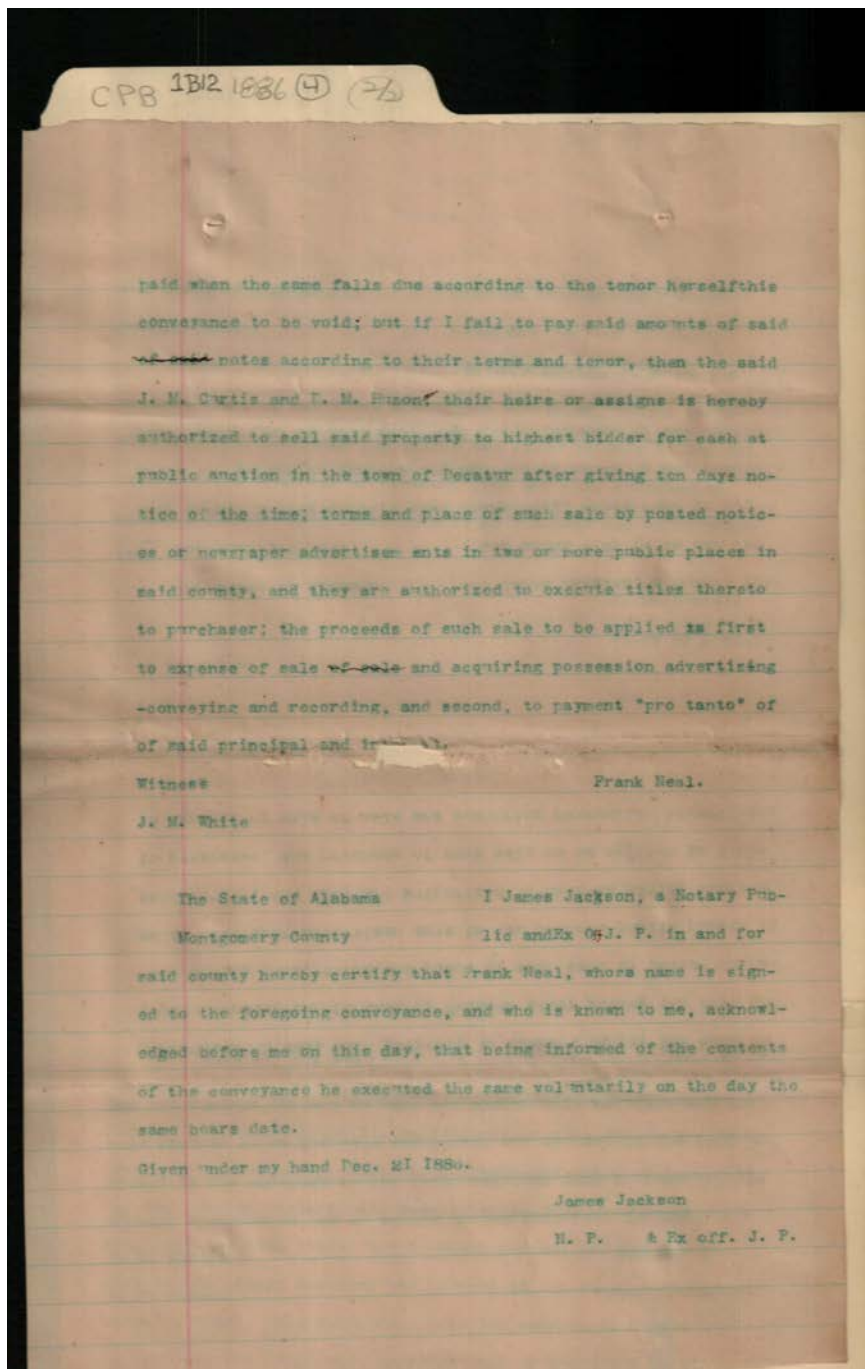 CPB 1B12 1886 (4)
paid when the same falls due according to the tenor herselfthis
conveyance to be void; but if I fail to pay said amounts of said
of said notes according to their terms and tenor, then the said
J. M. Curtis and their heirs or assigns is hereby
authorized to sell said property to highest bidder for cash at
public auction in the town of Decatur after giving ten days no-
tice of the time; terms and place of such sale by posted notic-
es or newspaper advertisem ents in two or more public places in
said county, and they are authorized to execute titles thereto
to purchaser; the proceeds of such sale to be applied first
to expense of sale of sale and acquiring possession advertising
-conveying and recording, and second, to payment "pro tanto" of
of said principal and
Witness Frank Neal.
J. M. White
The State of Alabama I James Jackson, a Notary Pub-
Montgomery County lic andEx J. P. in and for
said county hereby certify that Frank Neal, whose name is sign-
ed to the foregoing conveyance, and who is known to me, acknowl-
edged before me on this day, that being informed of the contents
of the conveyance he executed the same voluntarily on the day the
same bears date.
Given under my hand Dec. 2I
James Jackson
N. P. & Ex off. J. P.